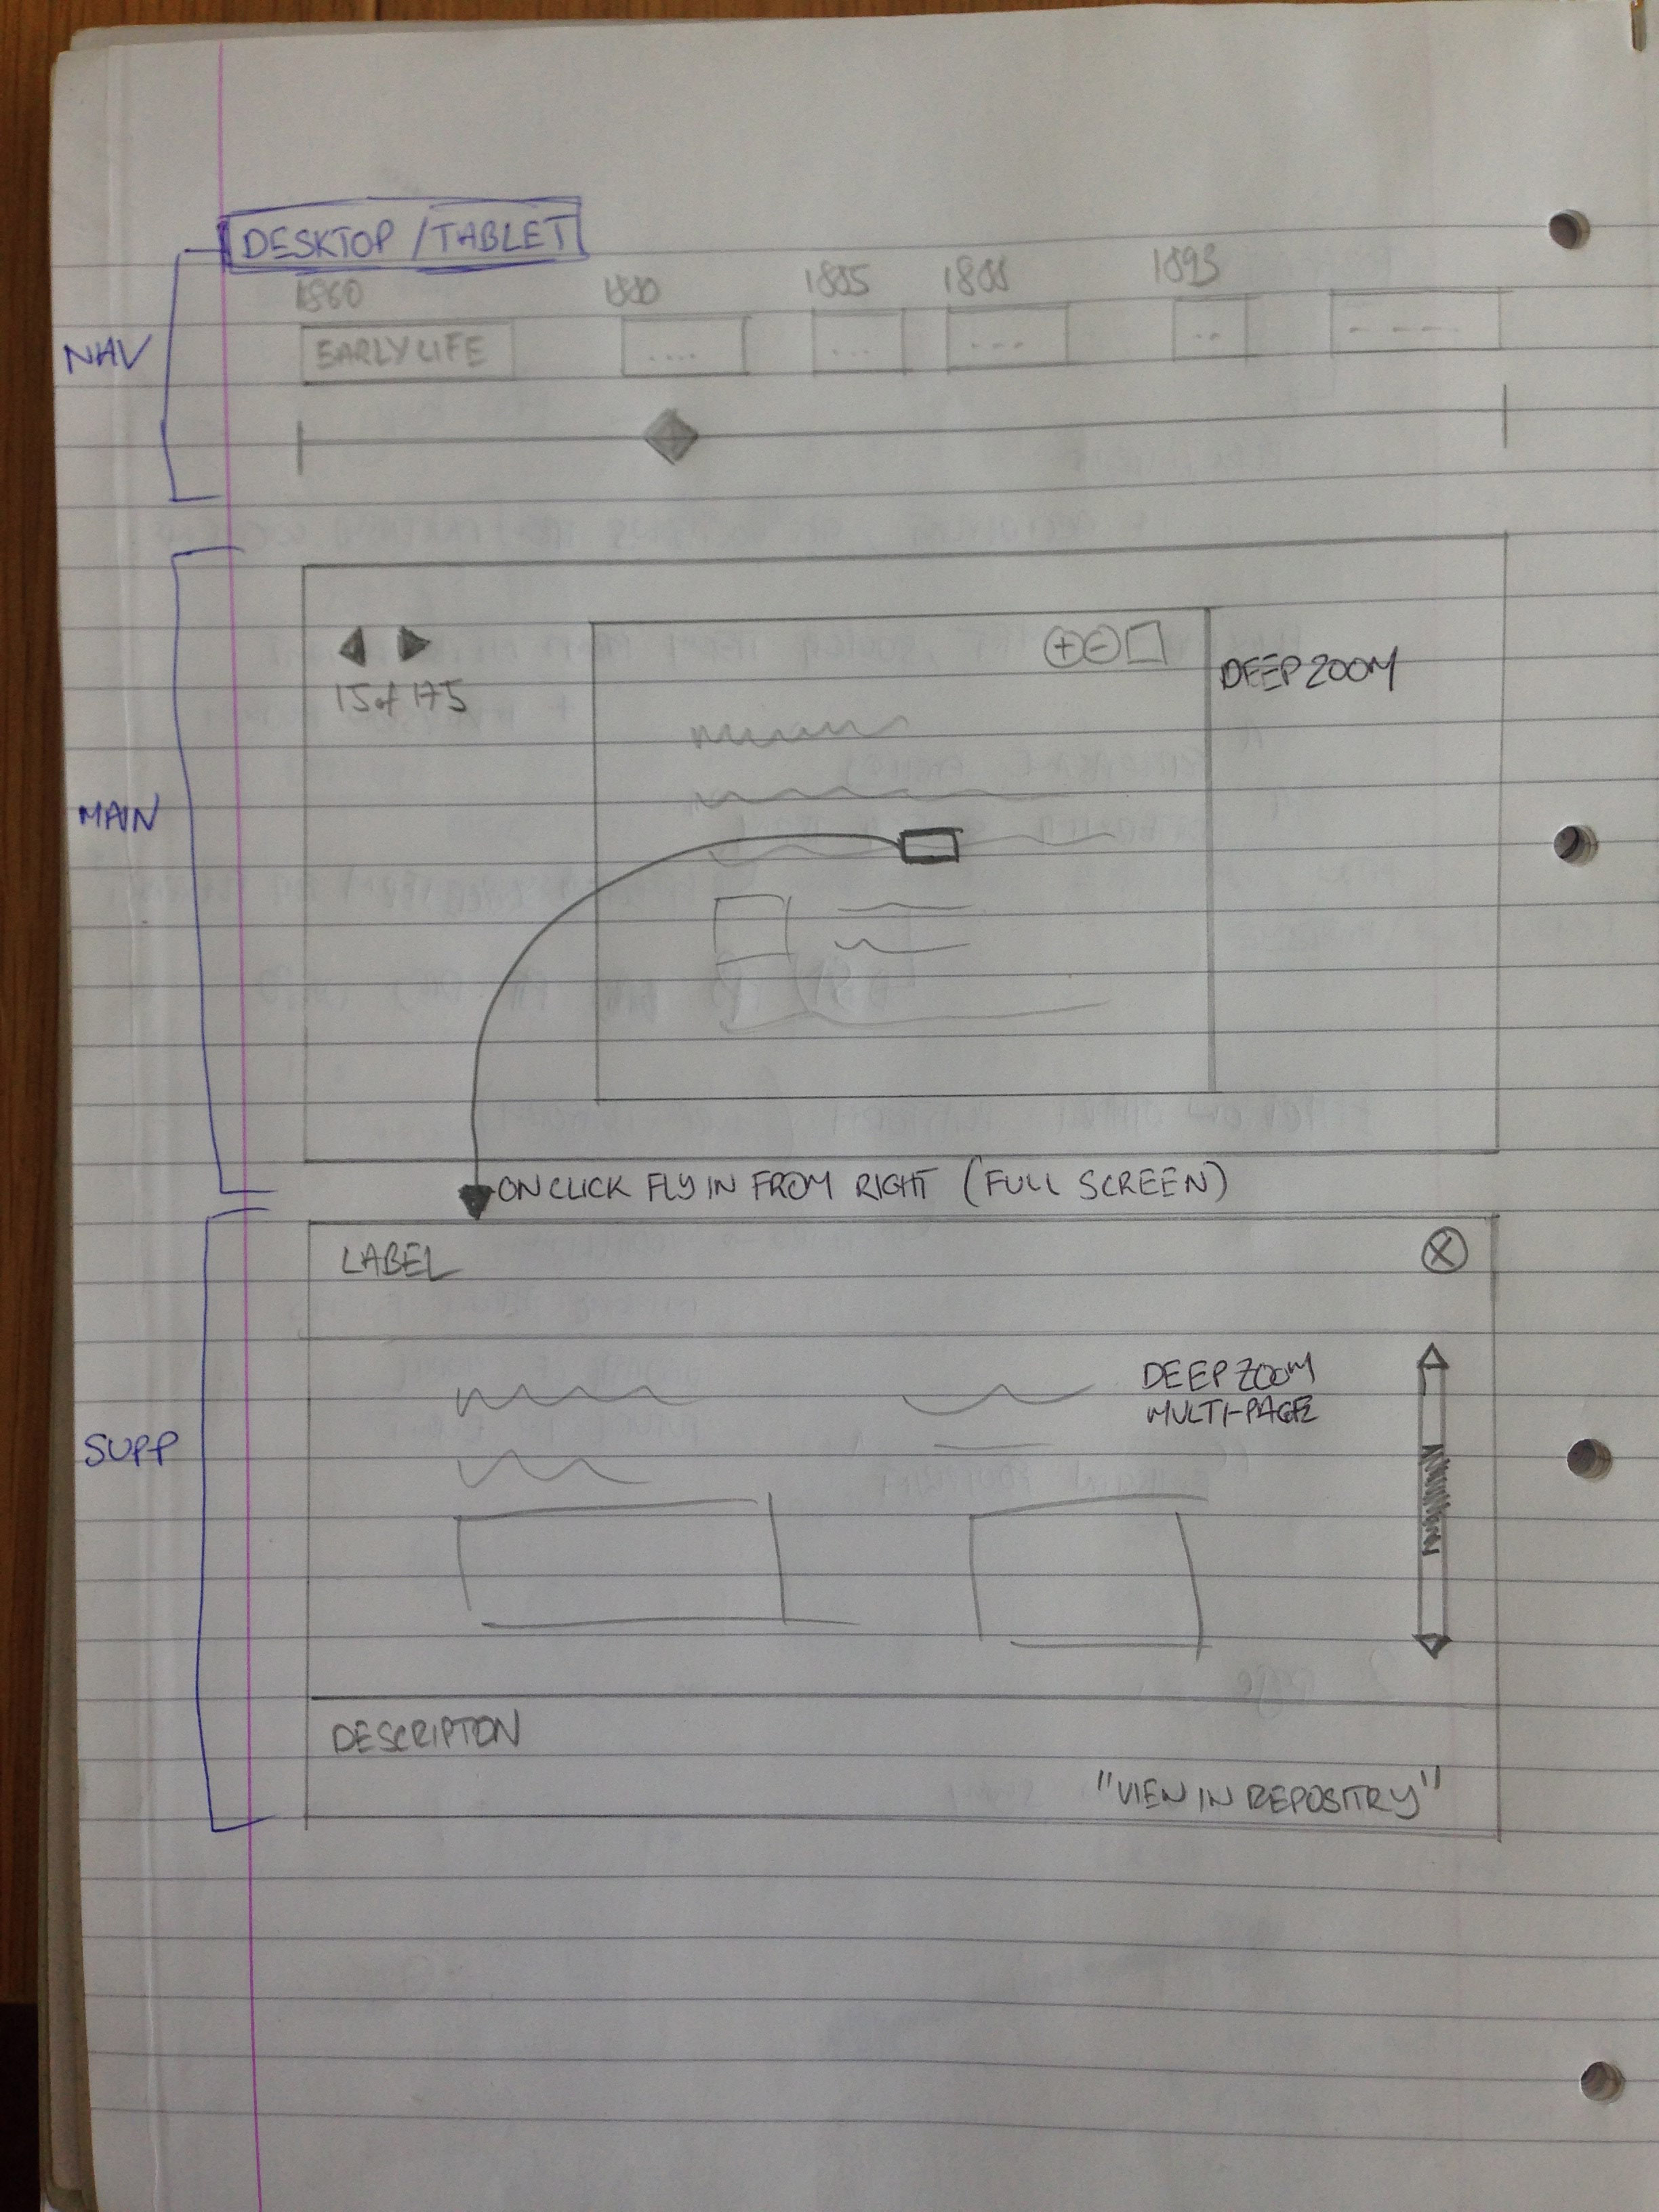 DESKTOP / TABLET
1860 1880 1885 1888 1893
NAV
EARLY LIFE .... ... --- -- ----
+ -
DEEP ZOOM
15 of 175
MAIN
ON CLICK FLY IN FROM RIGHT (FULL SCREEN)
LABEL X
DEEP ZOOM
MULTI-PAGE
SUPP
DESCRIPTON
"VIEW IN REPOSITRY"